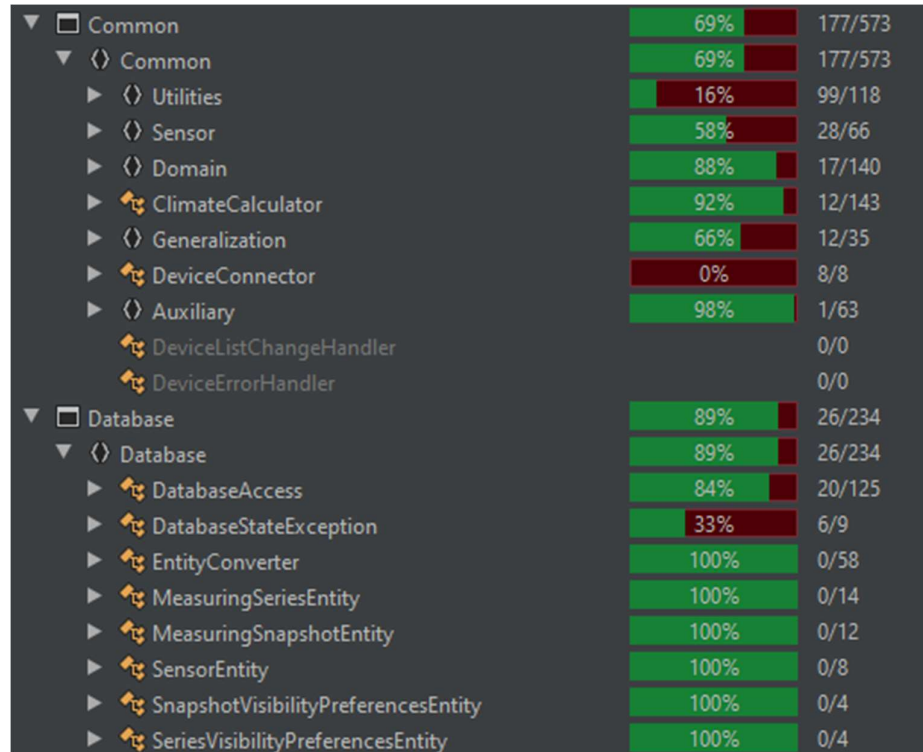 Common 69% 177/573
Common 69% 177/573
Utilities 16% 99/118
Sensor 58% 28/66
Domain 88% 17/140
ClimateCalculator 92% 12/143
Generalization 66% 12/35
DeviceConnector 0% 8/8
Auxiliary 98% 1/63
DeviceListChangeHandler 0/0
DeviceErrorHandler 0/0
Database 89% 26/234
Database 89% 26/234
DatabaseAccess 84% 20/125
DatabaseStateException 33% 6/9
EntityConverter 100% 0/58
MeasuringSeriesEntity 100% 0/14
MeasuringSnapshotEntity 100% 0/12
SensorEntity 100% 0/8
SnapshotVisibilityPreferencesEntity 100% 0/4
SeriesVisibilityPreferencesEntity 100% 0/4